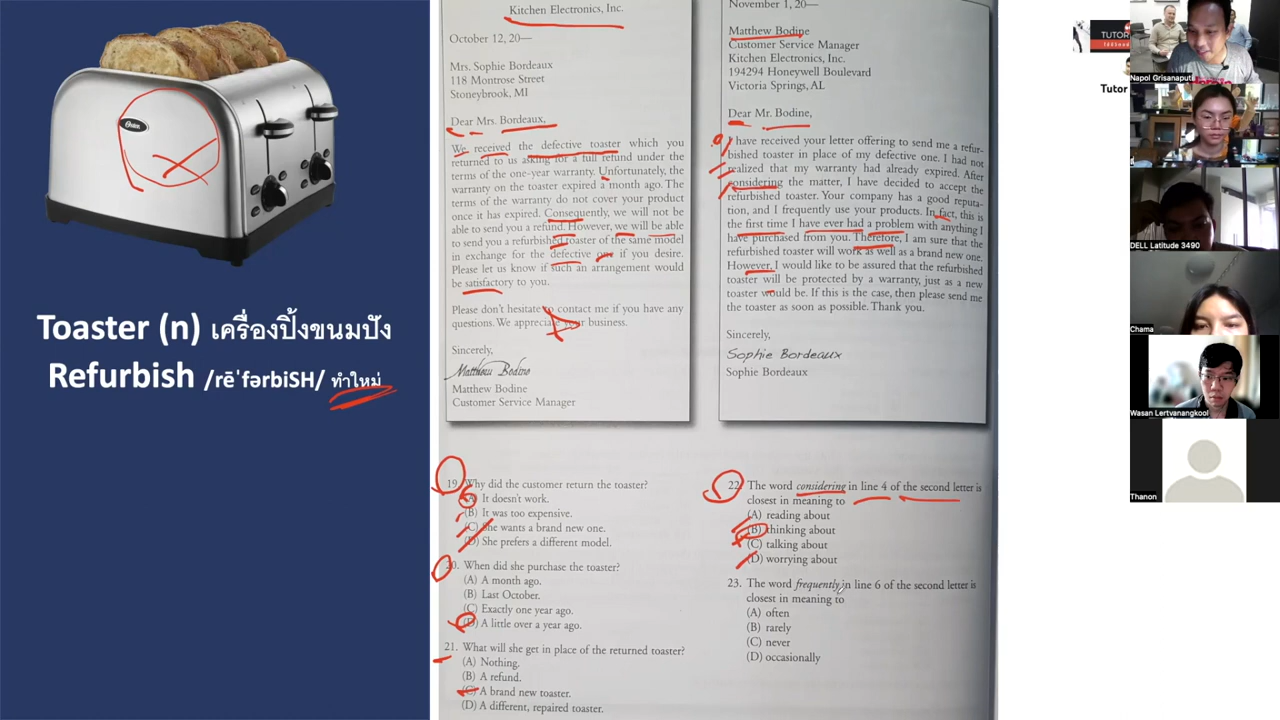 OSTER
Toaster (n) เครื่องปิ้งขนมปัง
Refurbish /rēˈfərbiSH/ ทำใหม่
Kitchen Electronics, Inc.
October 12, 20—
Mrs. Sophie Bordeaux
118 Montrose Street
Stoneybrook, MI
Dear Mrs. Bordeaux,
We received the defective toaster which you
returned to us asking for a full refund under the
terms of the one-year warranty. Unfortunately, the
warranty on the toaster expired a month ago. The
terms of the warranty do not cover your product
once it has expired. Consequently, we will not be
able to send you a refund. However, we will be able
to send you a refurbished toaster of the same model
in exchange for the defective one if you desire.
Please let us know if such an arrangement would
be satisfactory to you.
Please don't hesitate to contact me if you have any
questions. We appreciate your business.
Sincerely,
Matthew Bodine
Matthew Bodine
Customer Service Manager
November 1, 20—
Matthew Bodine
Customer Service Manager
Kitchen Electronics, Inc.
194294 Honeywell Boulevard
Victoria Springs, AL
Dear Mr. Bodine,
I have received your letter offering to send me a refur-
bished toaster in place of my defective one. I had not
realized that my warranty had already expired. After
considering the matter, I have decided to accept the
refurbished toaster. Your company has a good reputa-
tion, and I frequently use your products. In fact, this is
the first time I have ever had a problem with anything I
have purchased from you. Therefore, I am sure that the
refurbished toaster will work as well as a brand new one.
However, I would like to be assured that the refurbished
toaster will be protected by a warranty, just as a new
toaster would be. If this is the case, then please send me
the toaster as soon as possible. Thank you.
Sincerely,
Sophie Bordeaux
Sophie Bordeaux
19. Why did the customer return the toaster?
(A) It doesn't work.
(B) It was too expensive.
(C) She wants a brand new one.
(D) She prefers a different model.
20. When did she purchase the toaster?
(A) A month ago.
(B) Last October.
(C) Exactly one year ago.
(D) A little over a year ago.
21. What will she get in place of the returned toaster?
(A) Nothing.
(B) A refund.
(C) A brand new toaster.
(D) A different, repaired toaster.
22. The word considering in line 4 of the second letter is
closest in meaning to
(A) reading about
(B) thinking about
(C) talking about
(D) worrying about
23. The word frequently in line 6 of the second letter is
closest in meaning to
(A) often
(B) rarely
(C) never
(D) occasionally
TUTOR
Tutor
Napol Grisanaputi
DELL Latitude 3490
Chama
Wasan Lertvanangkool
Thanon